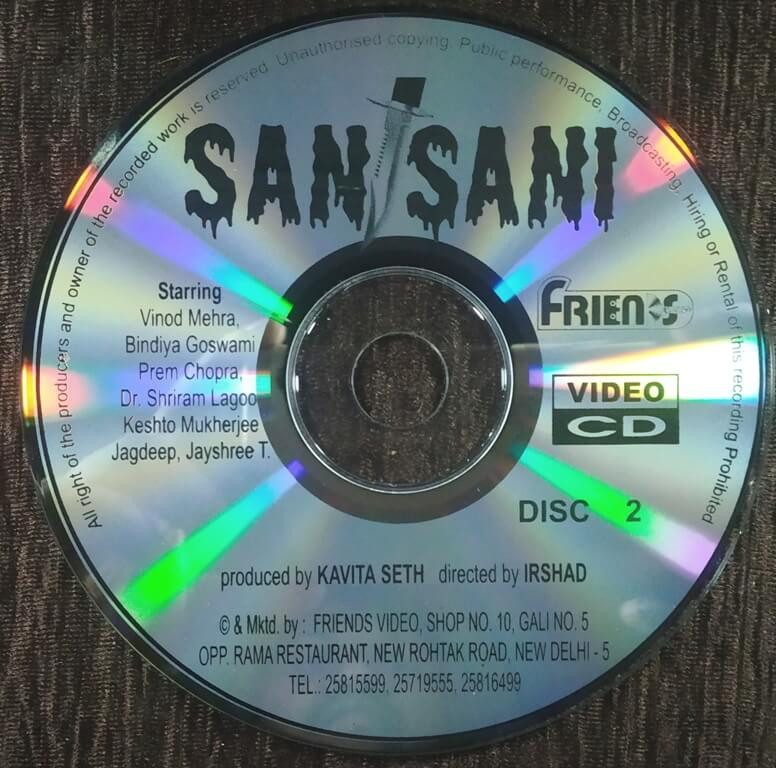 All right of the producers and owner of the recorded work is reserved. Unauthorised copying. Public performance, Broadcasting, Hiring or Rental of this recording Prohibited
SANSANI
Starring
Vinod Mehra,
Bindiya Goswami
Prem Chopra,
Dr. Shriram Lagoo
Keshto Mukherjee
Jagdeep, Jayshree T.
FRIENDS
VIDEO
CD
DISC 2
produced by KAVITA SETH directed by IRSHAD
© & Mktd. by : FRIENDS VIDEO, SHOP NO. 10, GALI NO. 5
OPP. RAMA RESTAURANT, NEW ROHTAK ROAD, NEW DELHI - 5
TEL.: 25815599, 25719555, 25816499